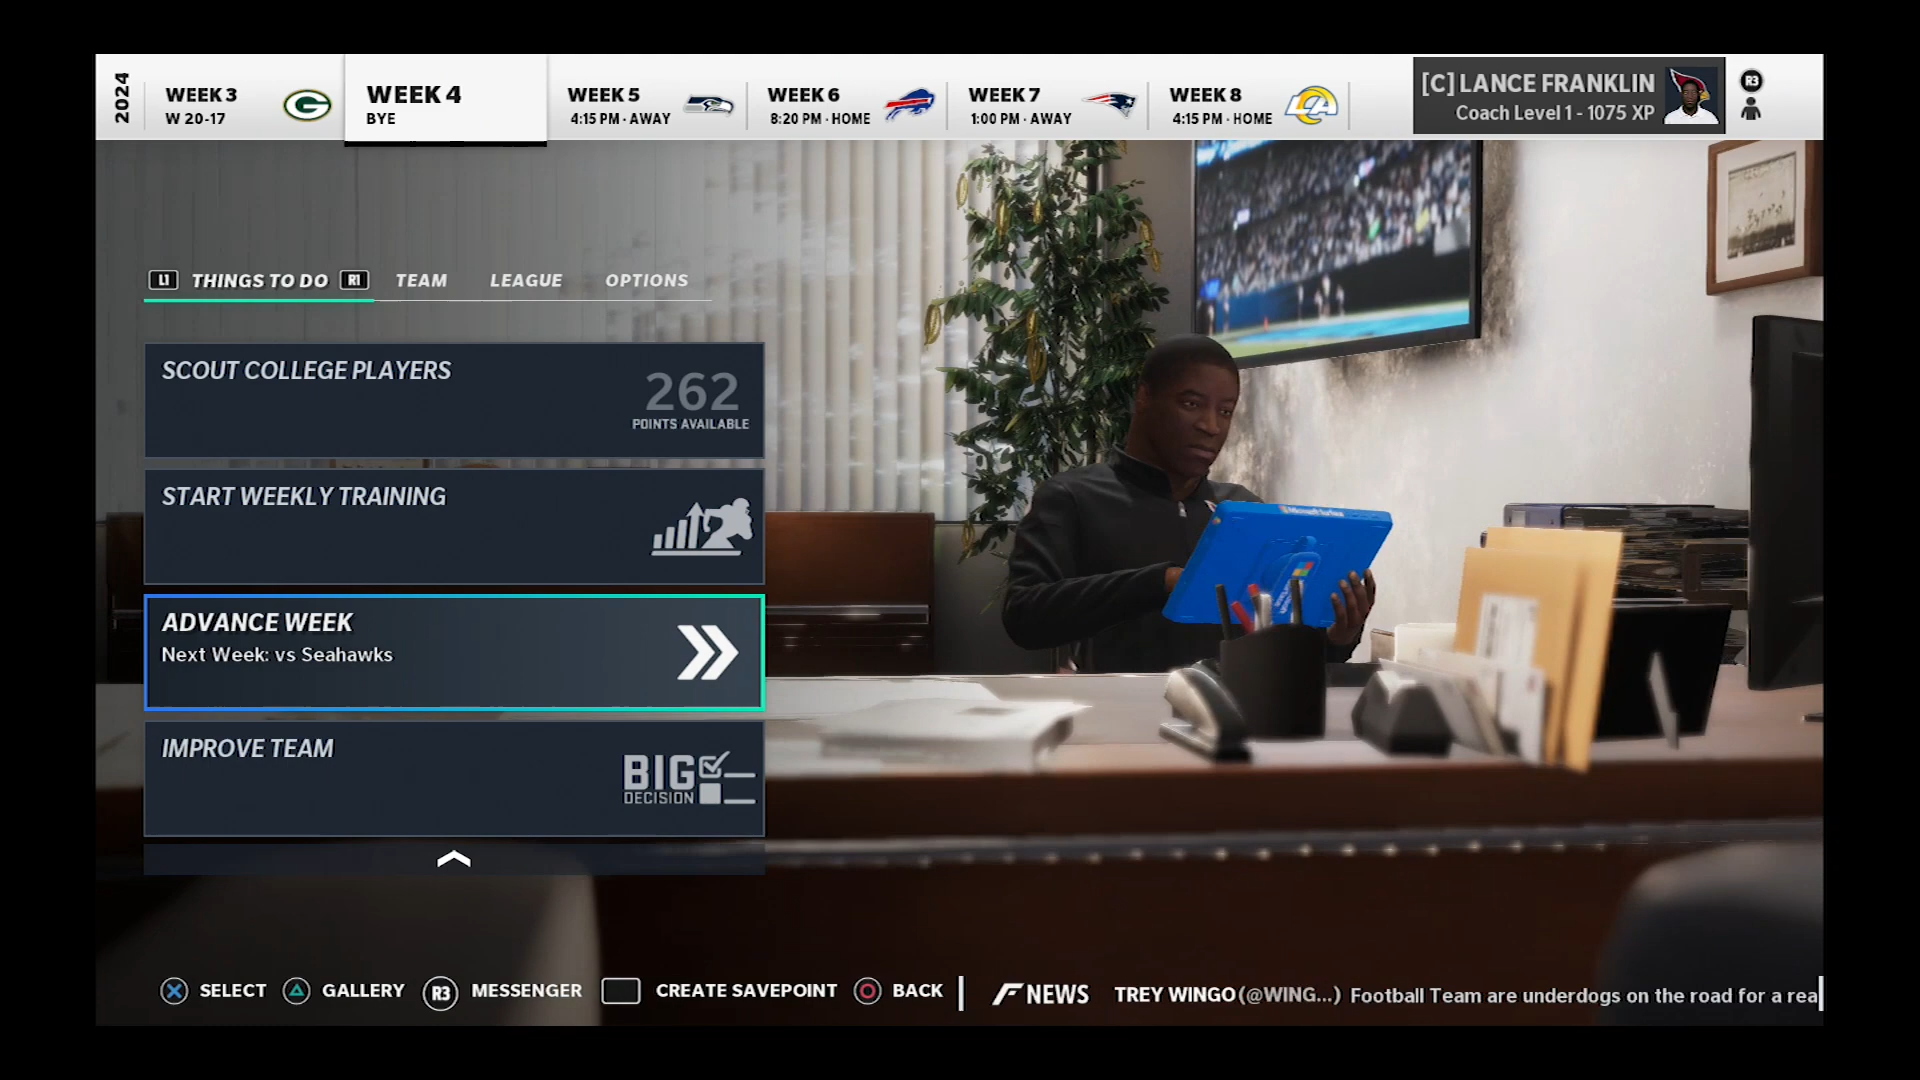 2024
WEEK 3
W 20-17
WEEK 4
BYE
WEEK 5
4:15 PM · AWAY
WEEK 6
8:20 PM · HOME
WEEK 7
1:00 PM · AWAY
WEEK 8
4:15 PM · HOME
[C] LANCE FRANKLIN
Coach Level 1 - 1075 XP
R3
L1 THINGS TO DO R1 TEAM LEAGUE OPTIONS
SCOUT COLLEGE PLAYERS
262
POINTS AVAILABLE
START WEEKLY TRAINING
ADVANCE WEEK
Next Week: vs Seahawks
IMPROVE TEAM
BIG
DECISION
Microsoft Surface
SELECT GALLERY R3 MESSENGER CREATE SAVEPOINT BACK NEWS TREY WINGO (@WING...) Football Team are underdogs on the road for a rea